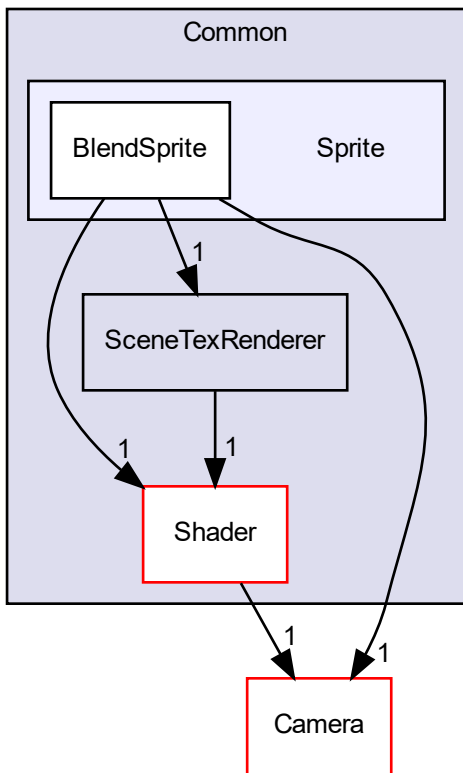 Common
BlendSprite
Sprite
1
SceneTexRenderer
1
1
Shader
1
1
Camera